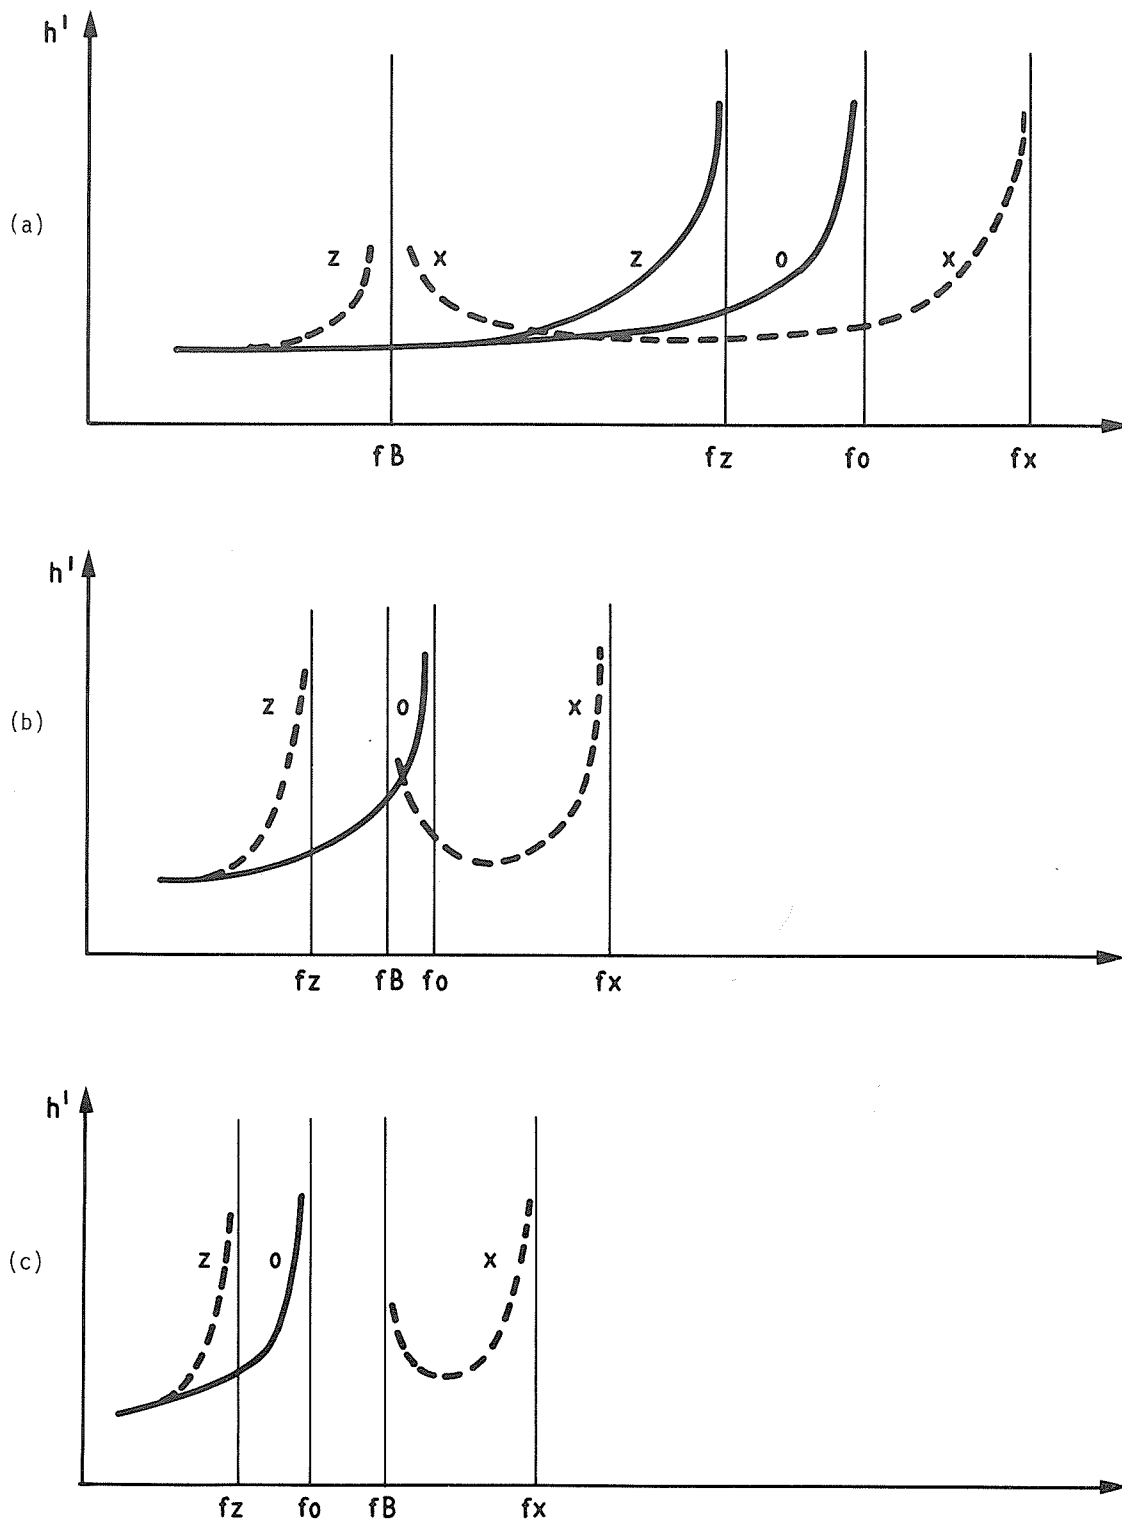 h'
(a)
z x z o x
fB fz fo fx
h'
(b)
z o x
fz fB fo fx
h'
(c)
z o x
fz fo fB fx